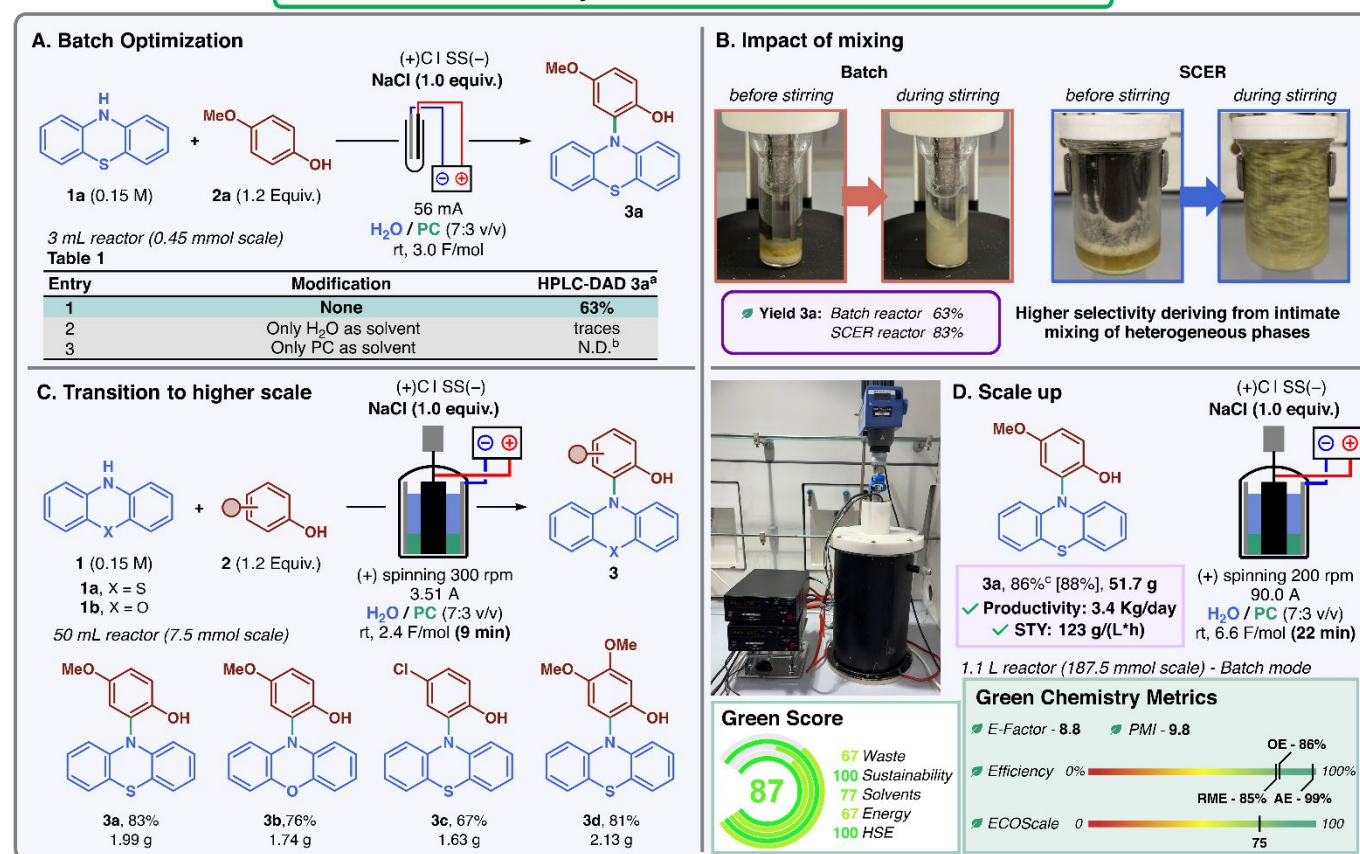 A. Batch Optimization
(+)C | SS(−)
NaCl (1.0 equiv.)
H
N
S
1a (0.15 M)
+
MeO
OH
2a (1.2 Equiv.)
− +
56 mA
H₂O / PC (7:3 v/v)
rt, 3.0 F/mol
MeO
OH
N
S
3a
3 mL reactor (0.45 mmol scale)
Table 1
Entry Modification HPLC-DAD 3aᵃ
1 None 63%
2 Only H₂O as solvent traces
3 Only PC as solvent N.D.ᵇ
B. Impact of mixing
Batch
before stirring during stirring
SCER
before stirring during stirring
Yield 3a: Batch reactor 63%
SCER reactor 83%
Higher selectivity deriving from intimate
mixing of heterogeneous phases
C. Transition to higher scale
(+)C | SS(−)
NaCl (1.0 equiv.)
− +
H
N
X
+
OH
1 (0.15 M)
1a, X = S
1b, X = O
2 (1.2 Equiv.)
(+) spinning 300 rpm
3.51 A
H₂O / PC (7:3 v/v)
rt, 2.4 F/mol (9 min)
OH
N
X
3
50 mL reactor (7.5 mmol scale)
MeO
OH
N
S
3a, 83%
1.99 g
MeO
OH
N
O
3b,76%
1.74 g
Cl
OH
N
S
3c, 67%
1.63 g
OMe
MeO
OH
N
S
3d, 81%
2.13 g
D. Scale up
MeO
OH
N
S
3a, 86%ᶜ [88%], 51.7 g
✓ Productivity: 3.4 Kg/day
✓ STY: 123 g/(L*h)
(+)C | SS(−)
NaCl (1.0 equiv.)
− +
(+) spinning 200 rpm
90.0 A
H₂O / PC (7:3 v/v)
rt, 6.6 F/mol (22 min)
1.1 L reactor (187.5 mmol scale) - Batch mode
Green Score
87
67 Waste
100 Sustainability
77 Solvents
67 Energy
100 HSE
Green Chemistry Metrics
E-Factor - 8.8 PMI - 9.8
OE - 86%
Efficiency 0% 100%
RME - 85% AE - 99%
ECOScale 0 100
75